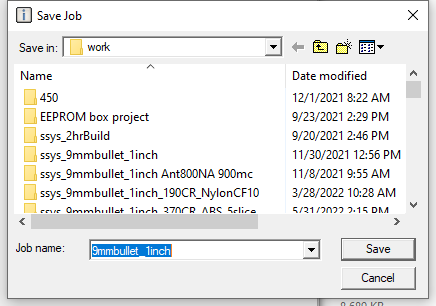 Save Job
Save in: work
Name Date modified
450 12/1/2021 8:22 AM
EEPROM box project 9/23/2021 2:29 PM
ssys_2hrBuild 9/20/2021 2:46 PM
ssys_9mmbullet_1inch 11/30/2021 12:56 PM
ssys_9mmbullet_1inch Ant800NA 900mc 11/8/2021 9:55 AM
ssys_9mmbullet_1inch_190CR_NylonCF10 3/28/2022 10:28 AM
ssys_9mmbullet_1inch_370CR_ABS_5slice 5/31/2022 2:15 PM
Job name: 9mmbullet_1inch Save
Cancel